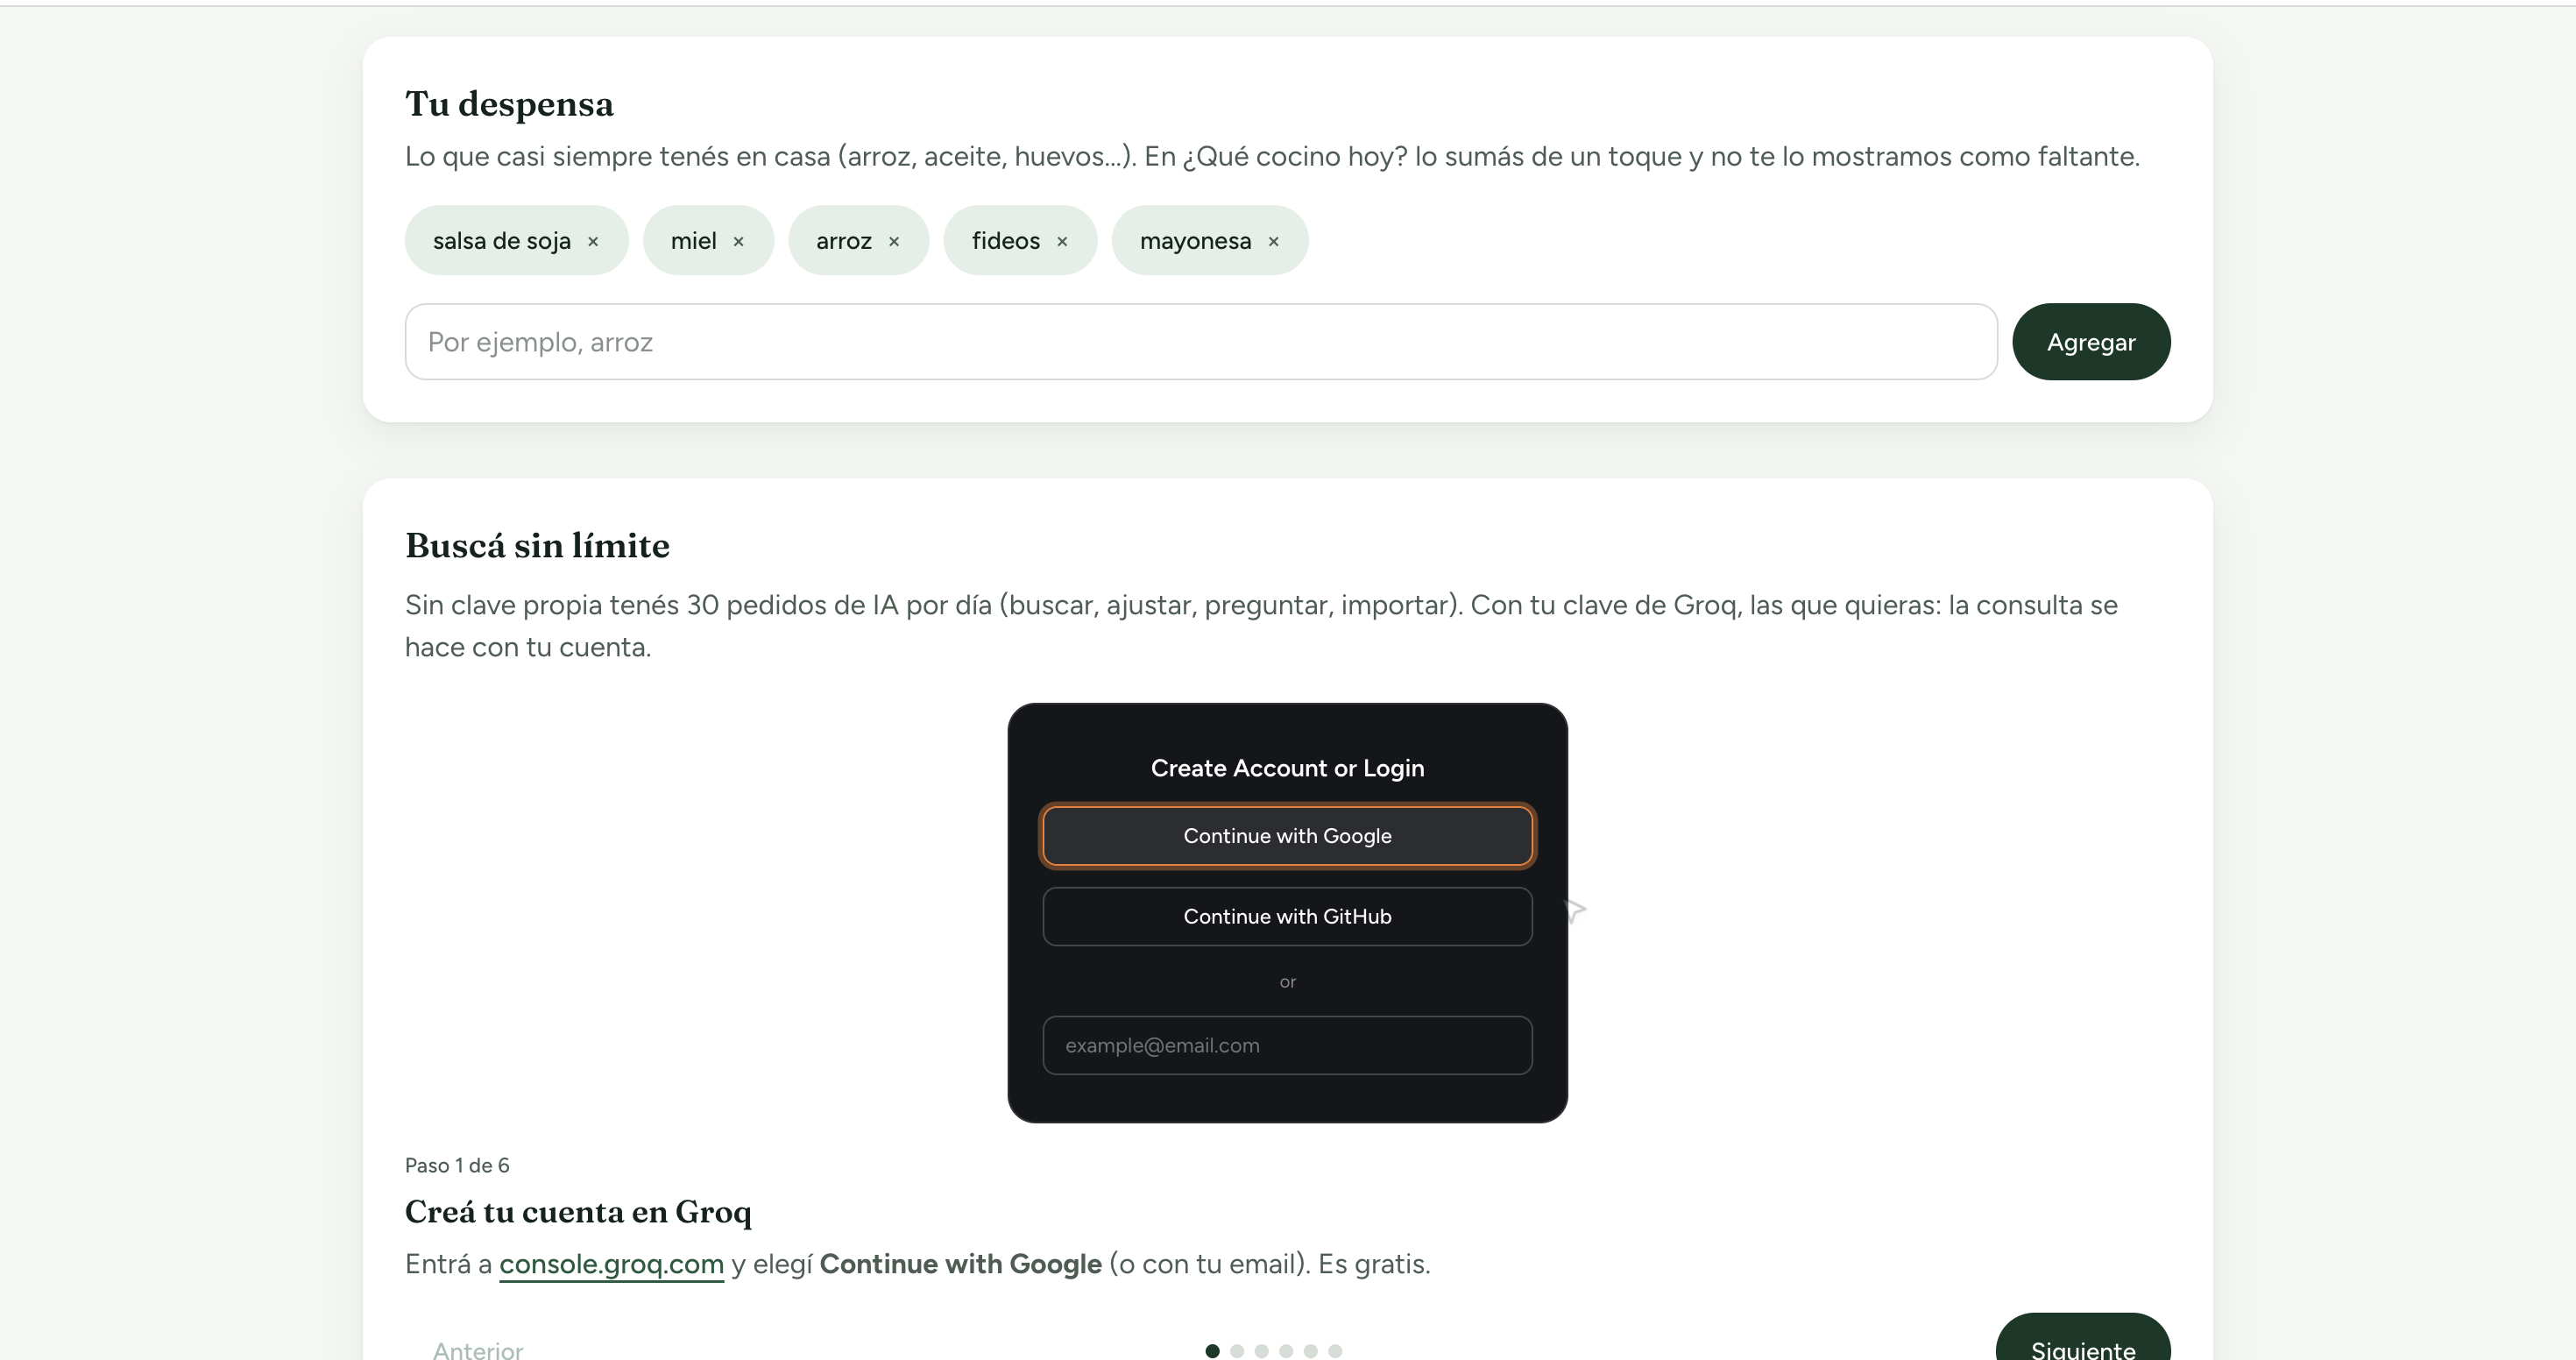 Tu despensa
Lo que casi siempre tenés en casa (arroz, aceite, huevos...). En ¿Qué cocino hoy? lo sumás de un toque y no te lo mostramos como faltante.
salsa de soja × miel × arroz × fideos × mayonesa ×
Por ejemplo, arroz
Agregar
Buscá sin límite
Sin clave propia tenés 30 pedidos de IA por día (buscar, ajustar, preguntar, importar). Con tu clave de Groq, las que quieras: la consulta se
hace con tu cuenta.
Create Account or Login
Continue with Google
Continue with GitHub
or
example@email.com
Paso 1 de 6
Creá tu cuenta en Groq
Entrá a console.groq.com y elegí Continue with Google (o con tu email). Es gratis.
Anterior
Siguiente